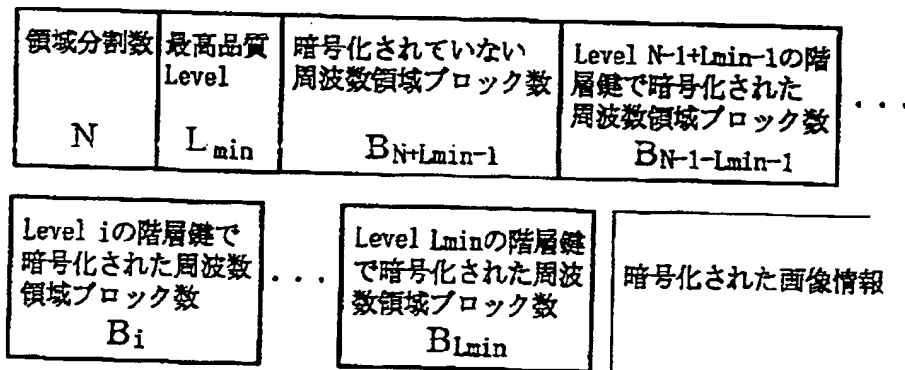 領域分割数
N
最高品質
Level
Lmin
暗号化されていない
周波数領域ブロック数
BN+Lmin-1
Level N-1+Lmin-1の階
層鍵で暗号化された
周波数領域ブロック数
BN-1-Lmin-1
・・・
Level iの階層鍵で
暗号化された周波数
領域ブロック数
Bi
・・・
Level Lminの階層鍵
で暗号化された周波
数領域ブロック数
BLmin
暗号化された画像情報